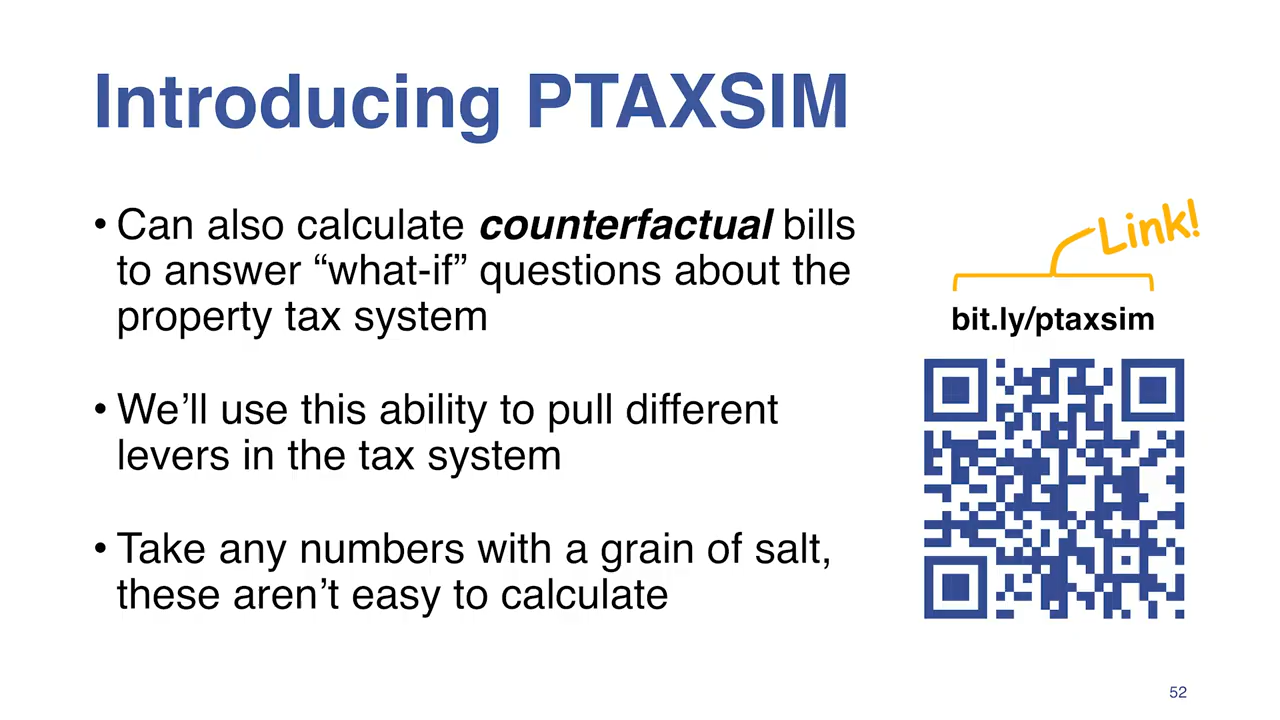 Introducing PTAXSIM
• Can also calculate counterfactual bills
to answer “what-if” questions about the
property tax system
• We’ll use this ability to pull different
levers in the tax system
• Take any numbers with a grain of salt,
these aren’t easy to calculate
Link!
bit.ly/ptaxsim
52